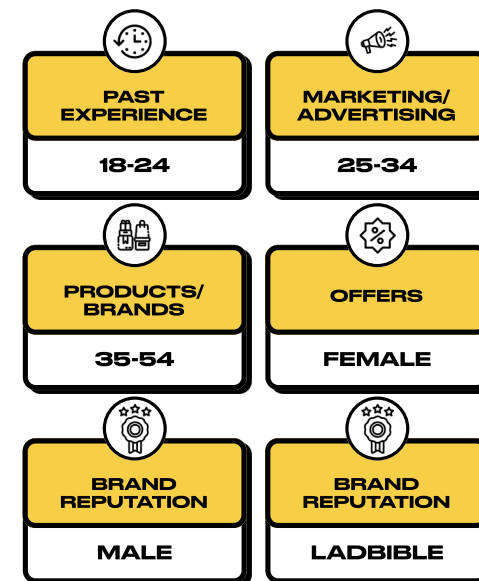 PAST
EXPERIENCE
18-24
MARKETING/
ADVERTISING
25-34
PRODUCTS/
BRANDS
35-54
OFFERS
FEMALE
BRAND
REPUTATION
MALE
BRAND
REPUTATION
LADBIBLE